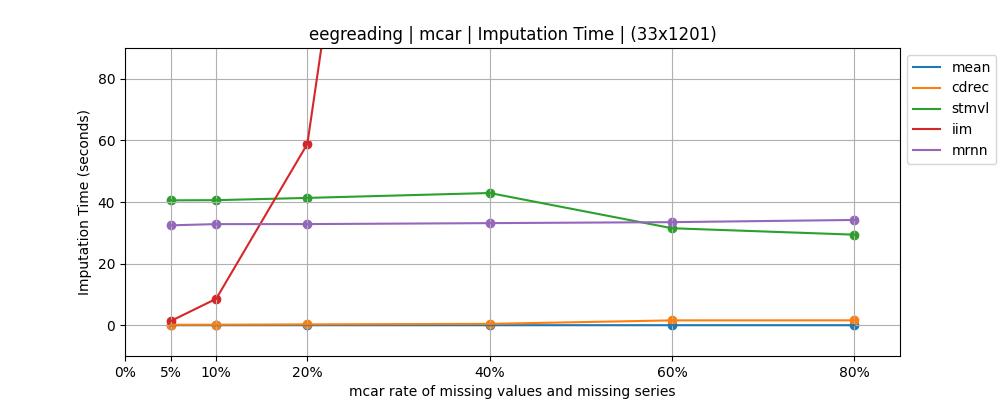 eegreading | mcar | Imputation Time | (33x1201)
Imputation Time (seconds)
80
60
40
20
0
0% 5% 10% 20% 40% 60% 80%
mcar rate of missing values and missing series
mean
cdrec
stmvl
iim
mrnn